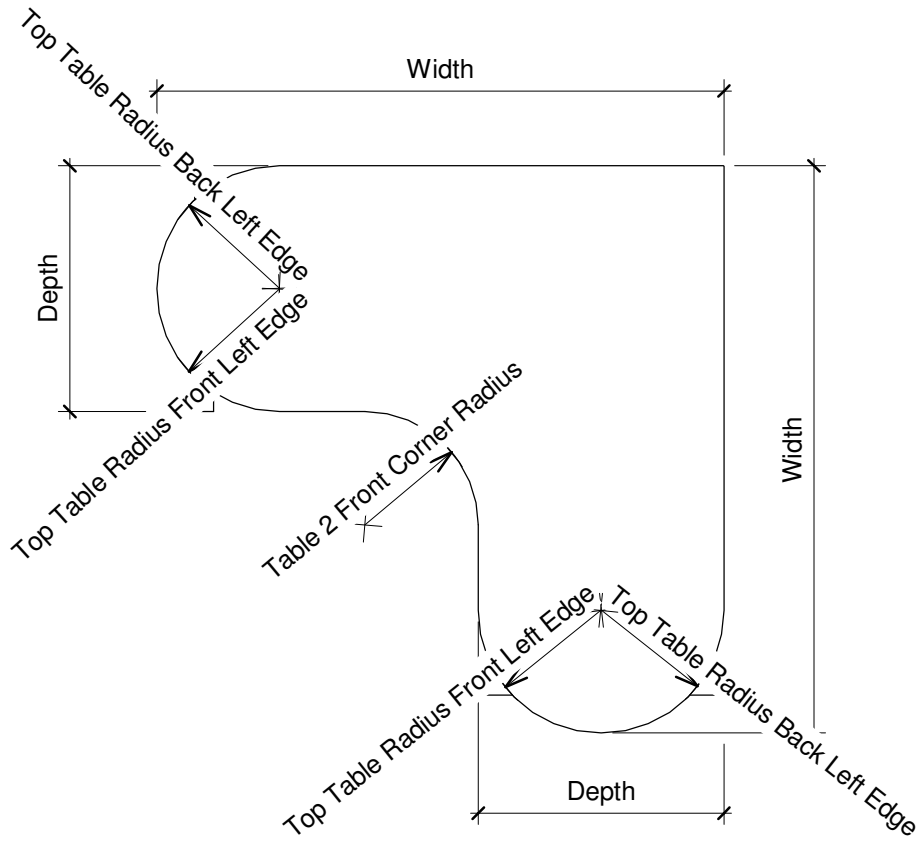 Top Table Radius Back Left Edge
Width
Depth
Top Table Radius Front Left Edge
Table 2 Front Corner Radius
Width
Top Table Radius Front Left Edge
Top Table Radius Back Left Edge
Depth